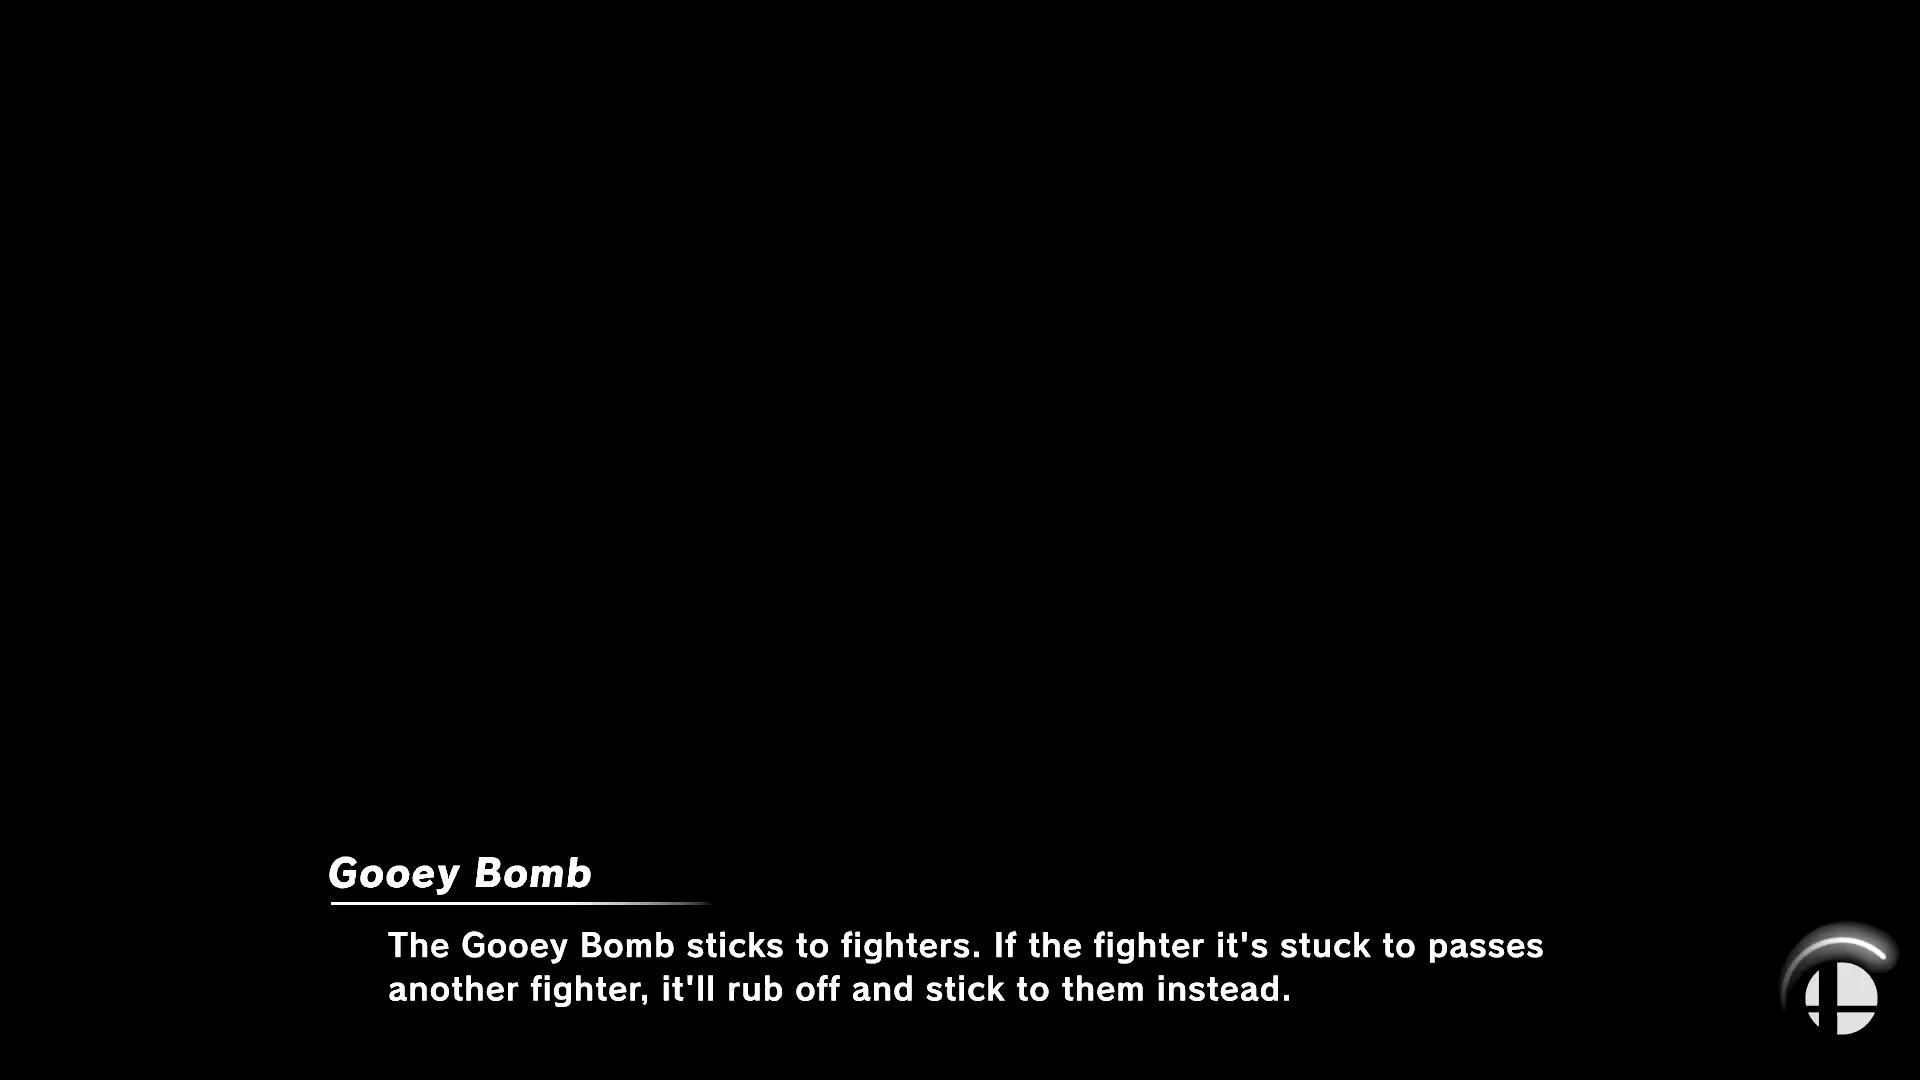 Gooey Bomb
The Gooey Bomb sticks to fighters. If the fighter it's stuck to passes
another fighter, it'll rub off and stick to them instead.